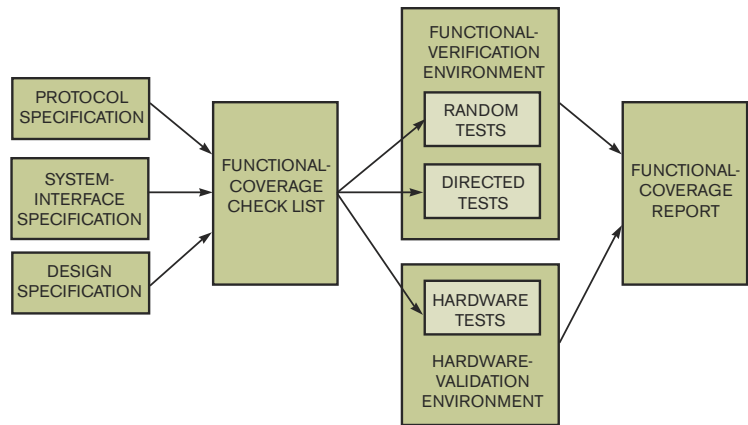 PROTOCOL
SPECIFICATION
SYSTEM-
INTERFACE
SPECIFICATION
DESIGN
SPECIFICATION
FUNCTIONAL-
COVERAGE
CHECK LIST
FUNCTIONAL-
VERIFICATION
ENVIRONMENT
RANDOM
TESTS
DIRECTED
TESTS
HARDWARE
TESTS
HARDWARE-
VALIDATION
ENVIRONMENT
FUNCTIONAL-
COVERAGE
REPORT